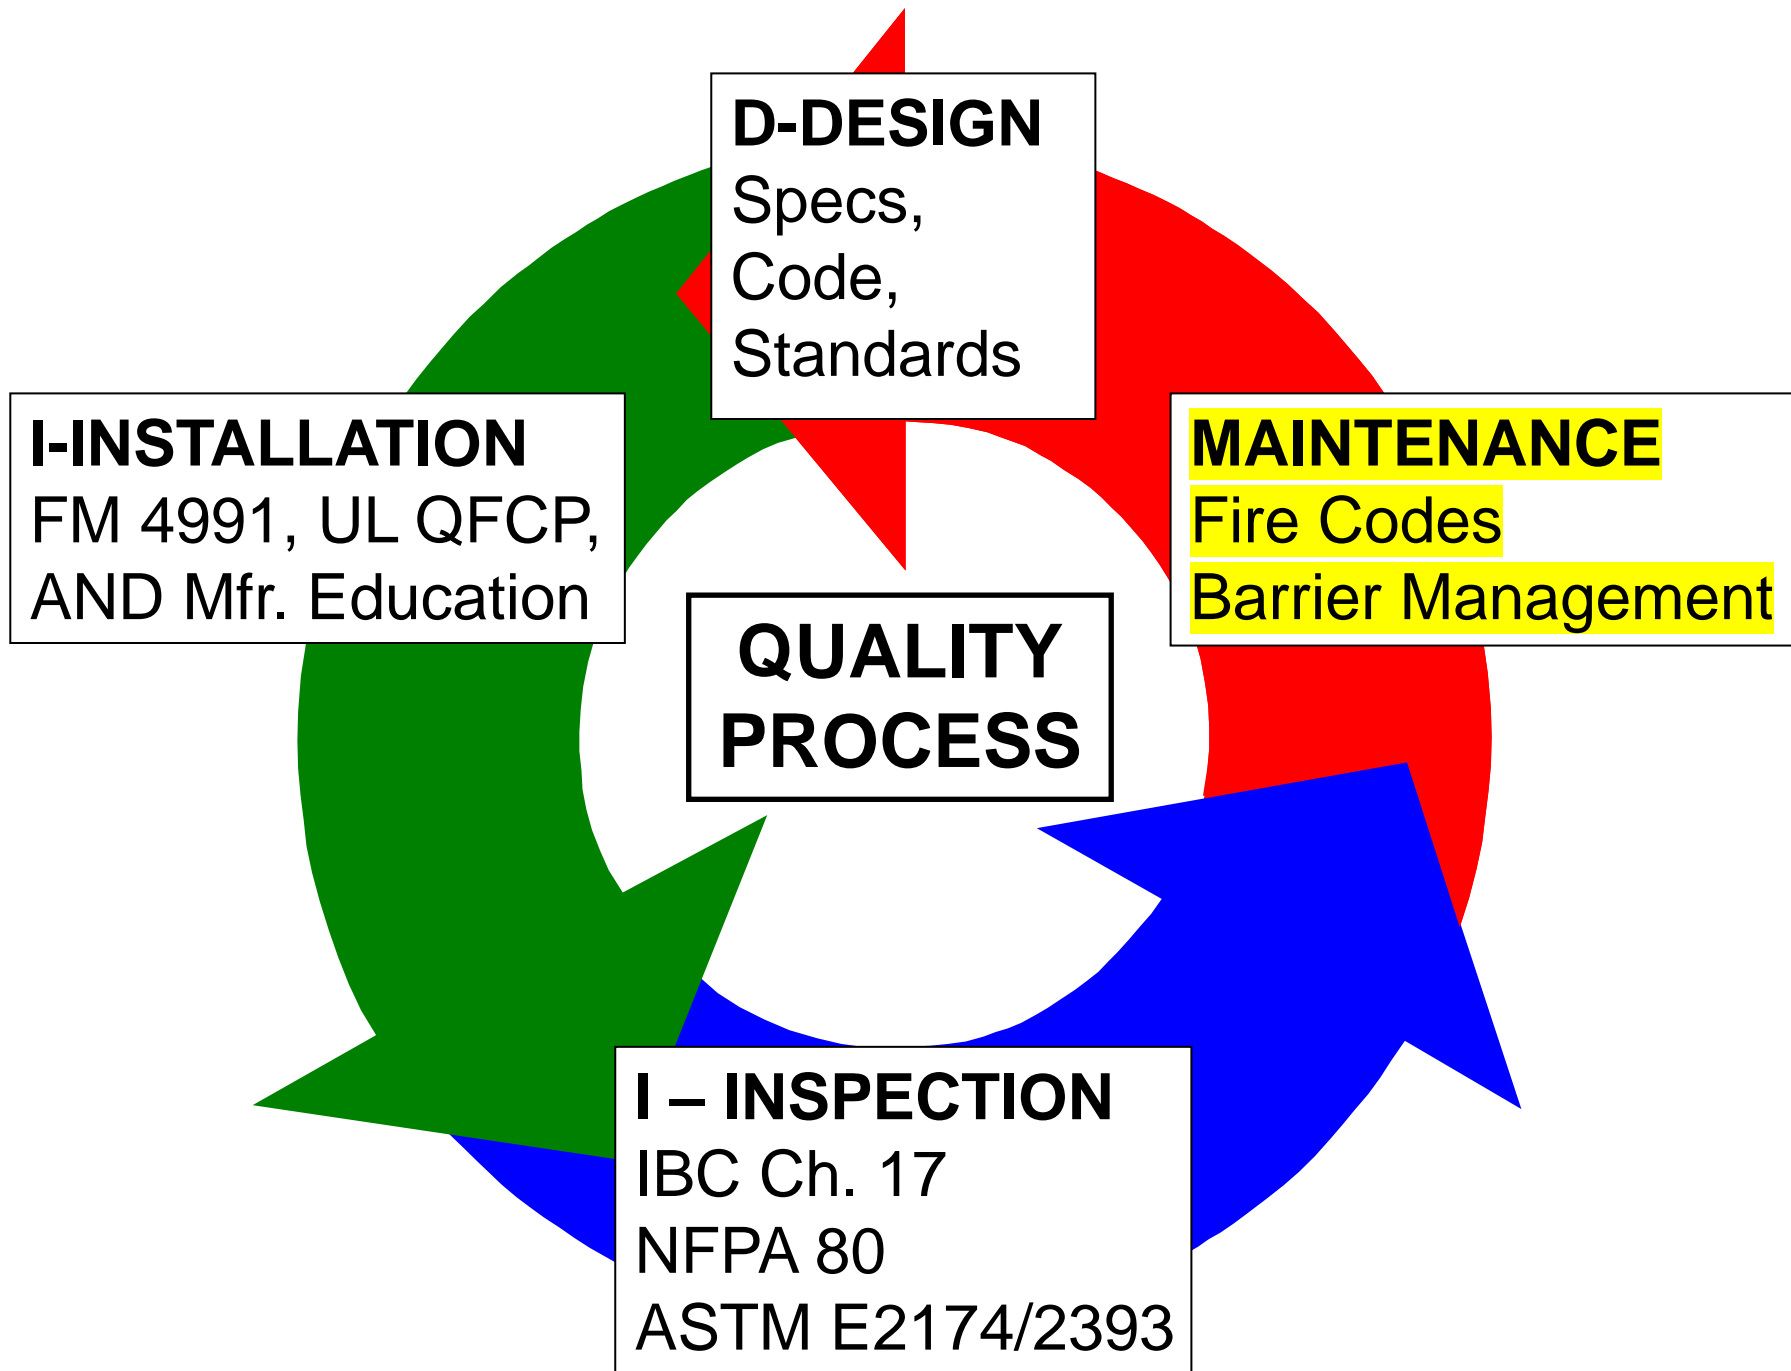 D-DESIGN
Specs,
Code,
Standards
I-INSTALLATION
FM 4991, UL QFCP,
AND Mfr. Education
MAINTENANCE
Fire Codes
Barrier Management
QUALITY
PROCESS
I – INSPECTION
IBC Ch. 17
NFPA 80
ASTM E2174/2393